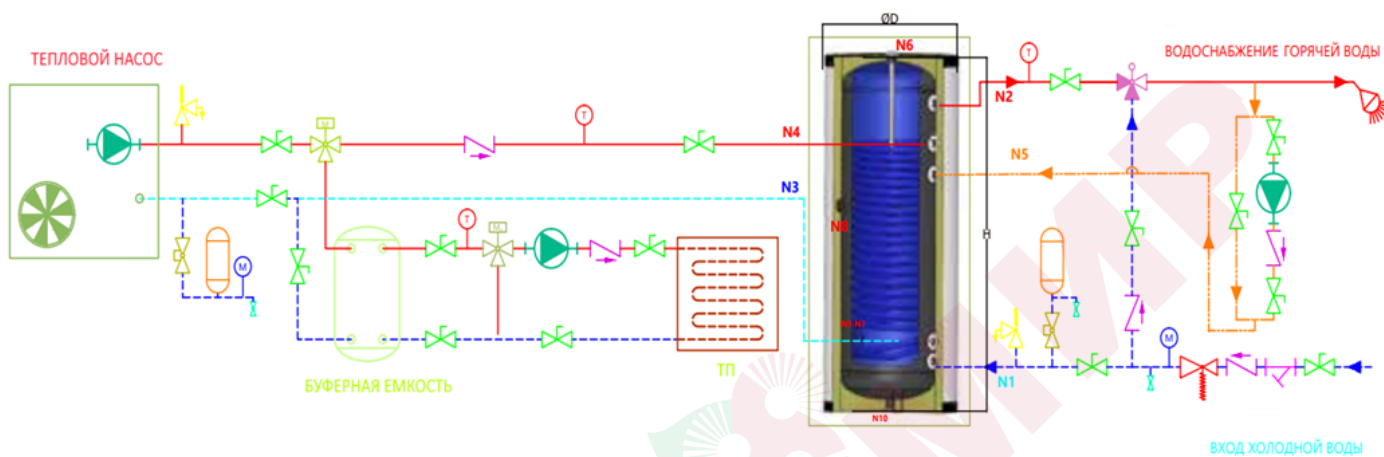 ØD
ТЕПЛОВОЙ НАСОС
N6
ВОДОСНАБЖЕНИЕ ГОРЯЧЕЙ ВОДЫ
T
N2
M
T
N4
N5
N3
T
M
N8
H
M
M
ТП
БУФЕРНАЯ ЕМКОСТЬ
N1
N10
ВХОД ХОЛОДНОЙ ВОДЫ
ЯМИР